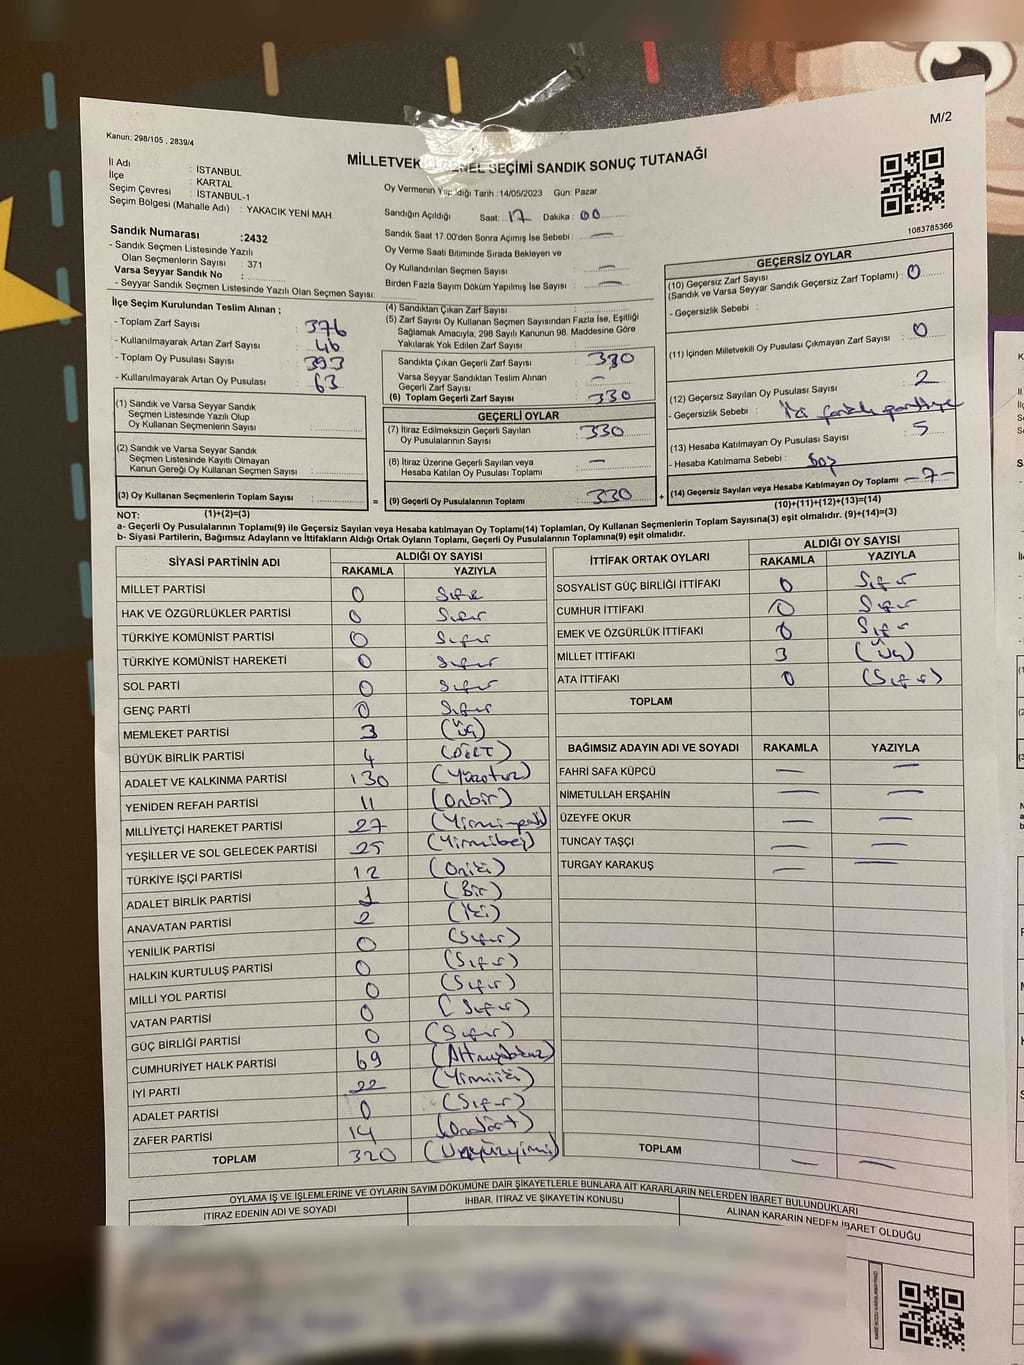 M/2
Kanun: 298/105 , 2839/4
MİLLETVEK GENEL SEÇİMİ SANDIK SONUÇ TUTANAĞI
İl Adı : İSTANBUL
İlçe : KARTAL
Seçim Çevresi : İSTANBUL-1
Seçim Bölgesi (Mahalle Adı) : YAKACIK YENİ MAH.
Sandık Numarası :2432
- Sandık Seçmen Listesinde Yazılı
Olan Seçmenlerin Sayısı : 371
Varsa Seyyar Sandık No :
- Seyyar Sandık Seçmen Listesinde Yazılı Olan Seçmen Sayısı:
Oy Vermenin Yapıldığı Tarih :14/05/2023 Gün: Pazar
Sandığın Açıldığı Saat: 17 Dakika : 00
Sandık Saat 17.00'den Sonra Açımış İse Sebebi : —
Oy Verme Saati Bitiminde Sırada Bekleyen ve
Oy Kullandırılan Seçmen Sayısı : —
Birden Fazla Sayım Döküm Yapılmış İse Sayısı : —
1083785366
İlçe Seçim Kurulundan Teslim Alınan ;
- Toplam Zarf Sayısı : 376
- Kullanılmayarak Artan Zarf Sayısı : 46
- Toplam Oy Pusulası Sayısı : 393
- Kullanılmayarak Artan Oy Pusulası : 63
(1) Sandık ve Varsa Seyyar Sandık
Seçmen Listesinde Yazılı Olup
Oy Kullanan Seçmenlerin Sayısı :
(2) Sandık ve Varsa Seyyar Sandık
Seçmen Listesinde Kayıtlı Olmayan
Kanun Gereği Oy Kullanan Seçmen Sayısı :
(3) Oy Kullanan Seçmenlerin Toplam Sayısı :
(1)+(2)=(3)
(4) Sandıktan Çıkan Zarf Sayısı :
(5) Zarf Sayısı Oy Kullanan Seçmen Sayısından Fazla İse, Eşitliği
Sağlamak Amacıyla; 298 Sayılı Kanunun 98. Maddesine Göre
Yakılarak Yok Edilen Zarf Sayısı :
Sandıkta Çıkan Geçerli Zarf Sayısı : 330
Varsa Seyyar Sandıktan Teslim Alınan
Geçerli Zarf Sayısı : —
(6) Toplam Geçerli Zarf Sayısı : 330
GEÇERLİ OYLAR
(7) İtiraz Edilmeksizin Geçerli Sayılan
Oy Pusulalarının Sayısı : 330
(8) İtiraz Üzerine Geçerli Sayılan veya
Hesaba Katılan Oy Pusulası Toplamı : —
= (9) Geçerli Oy Pusulalarının Toplamı : 330 +
GEÇERSİZ OYLAR
(10) Geçersiz Zarf Sayısı
(Sandık ve Varsa Seyyar Sandık Geçersiz Zarf Toplamı) : 0
- Geçersizlik Sebebi :
(11) İçinden Milletvekili Oy Pusulası Çıkmayan Zarf Sayısı : 0
(12) Geçersiz Sayılan Oy Pusulası Sayısı : 2
- Geçersizlik Sebebi : İki farklı partiye
(13) Hesaba Katılmayan Oy Pusulası Sayısı : 5
- Hesaba Katılmama Sebebi : Boş
(14) Geçersiz Sayılan veya Hesaba Katılmayan Oy Toplamı : -7-
(10)+(11)+(12)+(13)=(14)
NOT:
a- Geçerli Oy Pusulalarının Toplamı(9) ile Geçersiz Sayılan veya Hesaba katılmayan Oy Toplamı(14) Toplamları, Oy Kullanan Seçmenlerin Toplam Sayısına(3) eşit olmalıdır. (9)+(14)=(3)
b- Siyasi Partilerin, Bağımsız Adayların ve İttifakların Aldığı Ortak Oyların Toplamı, Geçerli Oy Pusulalarının Toplamına(9) eşit olmalıdır.
SİYASİ PARTİNİN ADI ALDIĞI OY SAYISI
RAKAMLA YAZIYLA
MİLLET PARTİSİ 0 Sıfır
HAK VE ÖZGÜRLÜKLER PARTİSİ 0 Sıfır
TÜRKİYE KOMÜNİST PARTİSİ 0 Sıfır
TÜRKİYE KOMÜNİST HAREKETİ 0 Sıfır
SOL PARTİ 0 Sıfır
GENÇ PARTİ 0 Sıfır
MEMLEKET PARTİSİ 3 (Üç)
BÜYÜK BİRLİK PARTİSİ 4 (Dört)
ADALET VE KALKINMA PARTİSİ 130 (Yüzotuz)
YENİDEN REFAH PARTİSİ 11 (Onbir)
MİLLİYETÇİ HAREKET PARTİSİ 27 (Yirmiyedi)
YEŞİLLER VE SOL GELECEK PARTİSİ 25 (Yirmibeş)
TÜRKİYE İŞÇİ PARTİSİ 12 (Oniki)
ADALET BİRLİK PARTİSİ 1 (Bir)
ANAVATAN PARTİSİ 2 (İki)
YENİLİK PARTİSİ 0 (Sıfır)
HALKIN KURTULUŞ PARTİSİ 0 (Sıfır)
MİLLİ YOL PARTİSİ 0 (Sıfır)
VATAN PARTİSİ 0 (Sıfır)
GÜÇ BİRLİĞİ PARTİSİ 0 (Sıfır)
CUMHURİYET HALK PARTİSİ 69 (Altmışdokuz)
İYİ PARTİ 22 (Yirmiiki)
ADALET PARTİSİ 0 (Sıfır)
ZAFER PARTİSİ 14 (Ondört)
TOPLAM 320 (Üçyüzyirmi)
İTTİFAK ORTAK OYLARI ALDIĞI OY SAYISI
RAKAMLA YAZIYLA
SOSYALIST GÜÇ BİRLİĞİ İTTİFAKI 0 Sıfır
CUMHUR İTTİFAKI 0 Sıfır
EMEK VE ÖZGÜRLÜK İTTİFAKI 0 Sıfır
MİLLET İTTİFAKI 3 (Üç)
ATA İTTİFAKI 0 (Sıfır)
TOPLAM
BAĞIMSIZ ADAYIN ADI VE SOYADI RAKAMLA YAZIYLA
FAHRİ SAFA KÜPCÜ — —
NİMETULLAH ERŞAHİN — —
ÜZEYFE OKUR — —
TUNCAY TAŞÇI — —
TURGAY KARAKUŞ — —
TOPLAM — —
OYLAMA İŞ VE İŞLEMLERİNE VE OYLARIN SAYIM DÖKÜMÜNE DAİR ŞİKAYETLERLE BUNLARA AİT KARARLARIN NELERDEN İBARET BULUNDUKLARI
İTİRAZ EDENİN ADI VE SOYADI İHBAR, İTİRAZ VE ŞİKAYETİN KONUSU ALINAN KARARIN NEDEN İBARET OLDUĞU